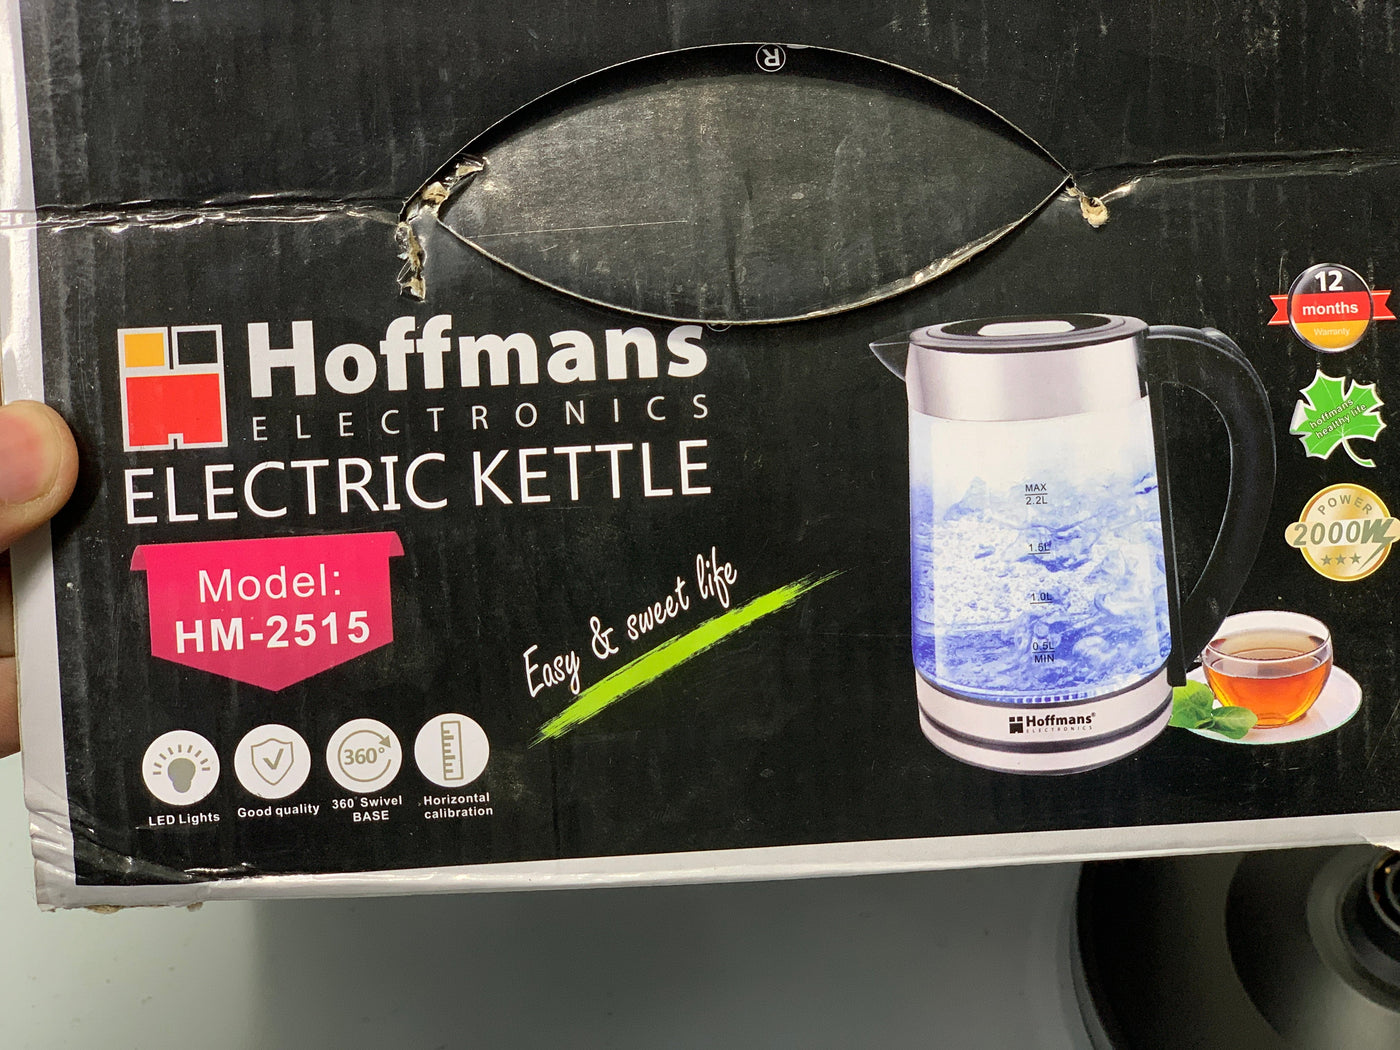 ®
Hoffmans
ELECTRONICS
ELECTRIC KETTLE
Model:
HM-2515
Easy & sweet life
LED Lights
Good quality
360°
360° Swivel
BASE
Horizontal
calibration
MAX
2.2L
1.5L
1.0L
0.5L
MIN
Hoffmans®
ELECTRONICS
12
months
Warranty
hoffmans
healthy life
POWER
2000W